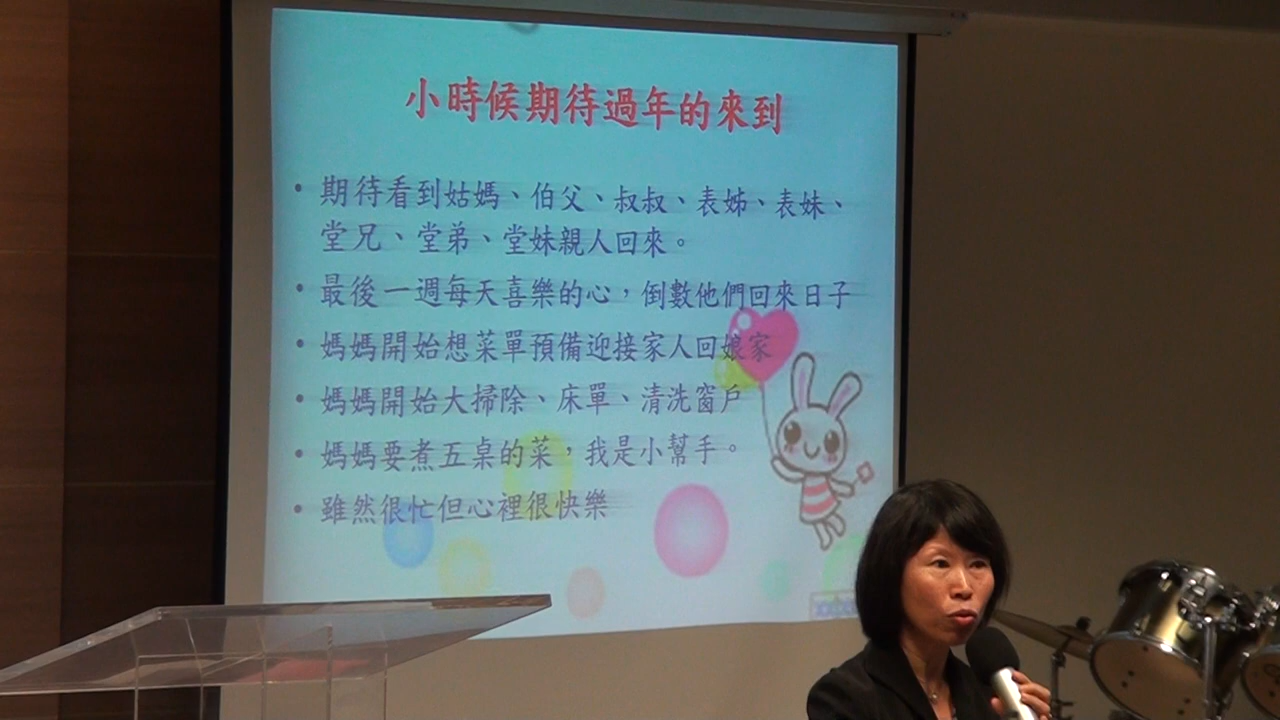 小時候期待過年的來到
• 期待看到姑媽、伯父、叔叔、表姊、表妹、
堂兄、堂弟、堂妹親人回來。
• 最後一週每天喜樂的心，倒數他們回來日子
• 媽媽開始想菜單預備迎接家人回娘家
• 媽媽開始大掃除、床單、清洗窗戶
• 媽媽要煮五桌的菜，我是小幫手。
• 雖然很忙但心裡很快樂